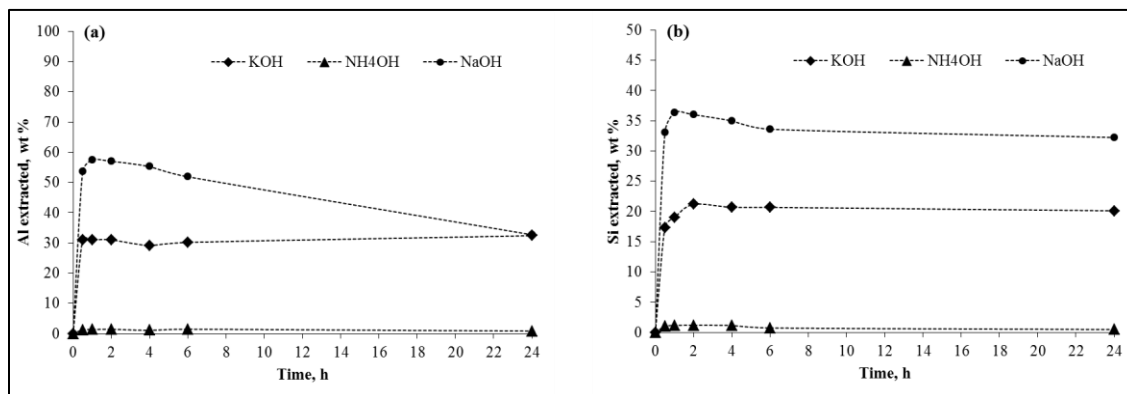 (a)
KOH NH4OH NaOH
100
90
80
70
60
50
40
30
20
10
0
0 2 4 6 8 10 12 14 16 18 20 22 24
Al extracted, wt %
Time, h
(b)
KOH NH4OH NaOH
50
45
40
35
30
25
20
15
10
5
0
0 2 4 6 8 10 12 14 16 18 20 22 24
Si extracted, wt %
Time, h